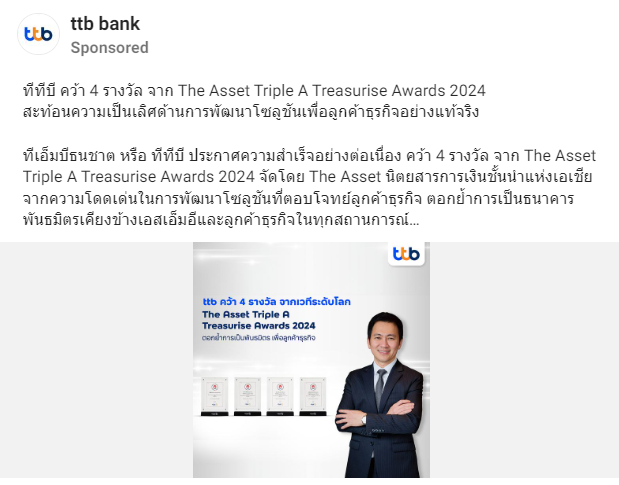 ttb
ttb bank
Sponsored
ทีทีบี คว้า 4 รางวัล จาก The Asset Triple A Treasurise Awards 2024
สะท้อนความเป็นเลิศด้านการพัฒนาโซลูชันเพื่อลูกค้าธุรกิจอย่างแท้จริง
ทีเอ็มบีธนชาต หรือ ทีทีบี ประกาศความสำเร็จอย่างต่อเนื่อง คว้า 4 รางวัล จาก The Asset
Triple A Treasurise Awards 2024 จัดโดย The Asset นิตยสารการเงินชั้นนำแห่งเอเชีย
จากความโดดเด่นในการพัฒนาโซลูชันที่ตอบโจทย์ลูกค้าธุรกิจ ตอกย้ำการเป็นธนาคาร
พันธมิตรเคียงข้างเอสเอ็มอีและลูกค้าธุรกิจในทุกสถานการณ์...
ttb
ttb คว้า 4 รางวัล จากเวทีระดับโลก
The Asset Triple A
Treasurise Awards 2024
ตอกย้ำการเป็นพันธมิตร เพื่อลูกค้าธุรกิจ